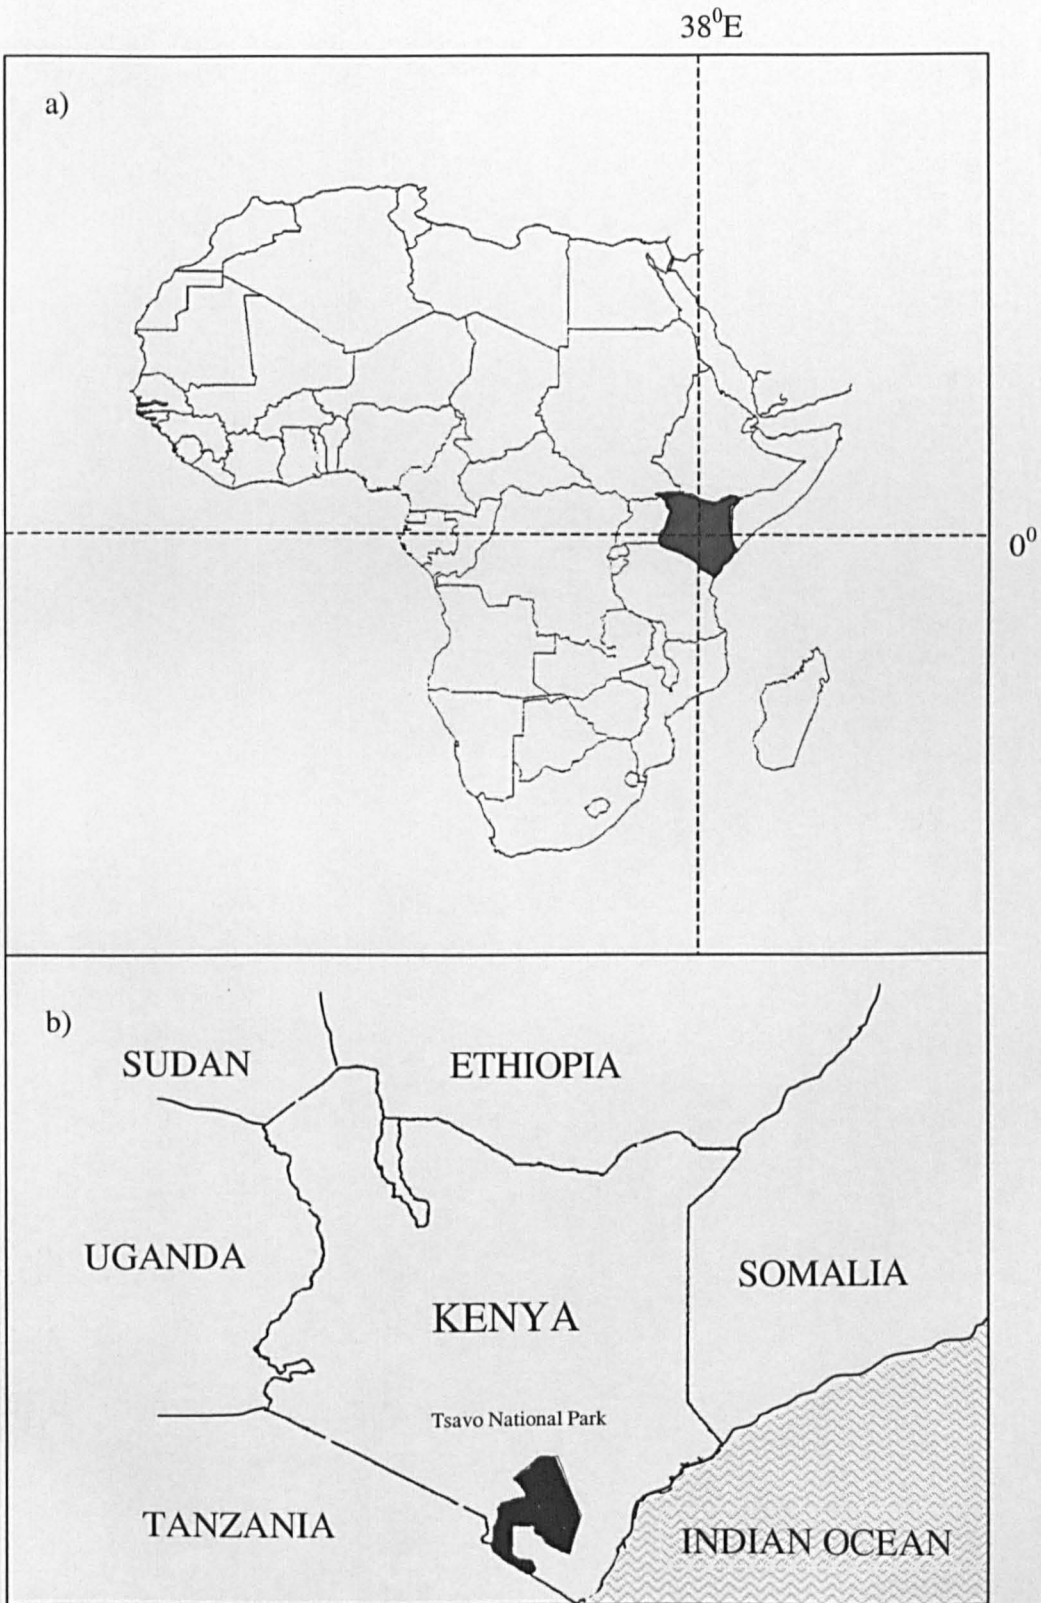 38⁰E
a)
0⁰
b)
SUDAN
ETHIOPIA
UGANDA
SOMALIA
KENYA
Tsavo National Park
TANZANIA
INDIAN OCEAN